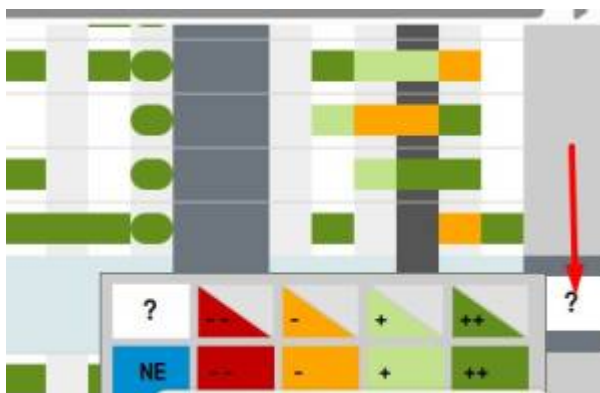 ?
? -- - + ++
NE -- - + ++